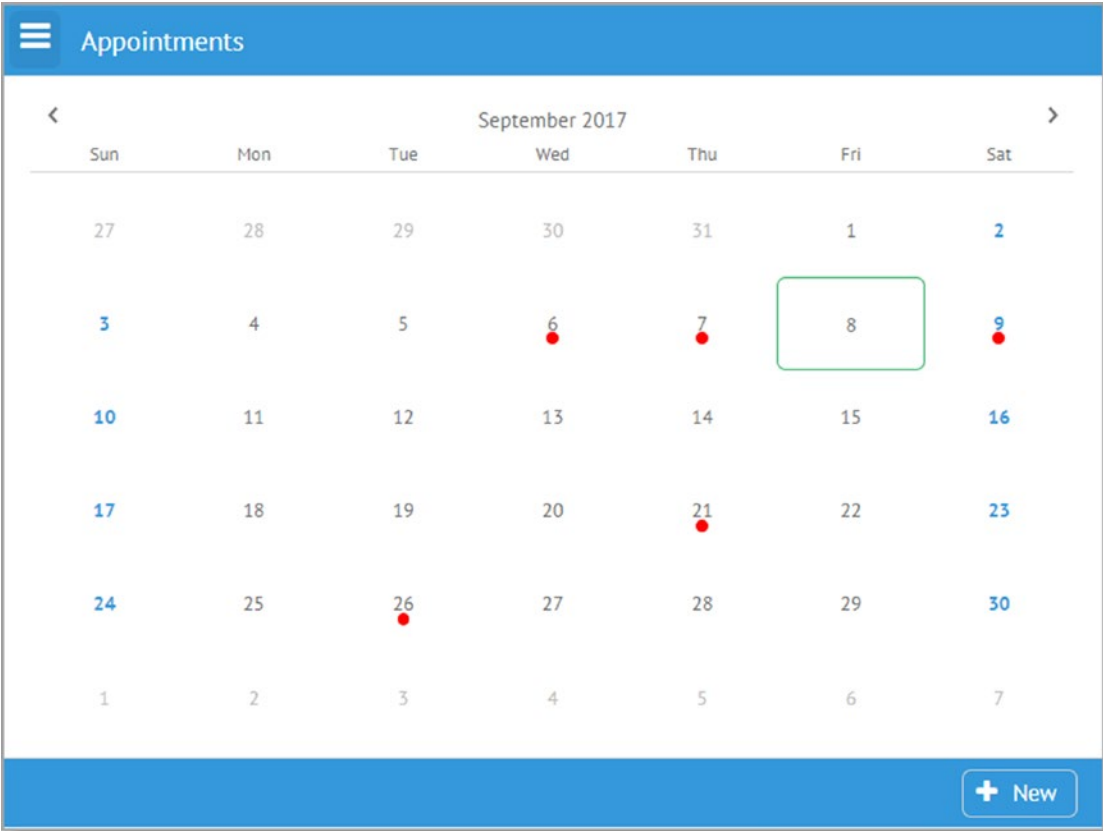 Appointments
September 2017
Sun Mon Tue Wed Thu Fri Sat
27 28 29 30 31 1 2
3 4 5 6 7 8 9
10 11 12 13 14 15 16
17 18 19 20 21 22 23
24 25 26 27 28 29 30
1 2 3 4 5 6 7
New